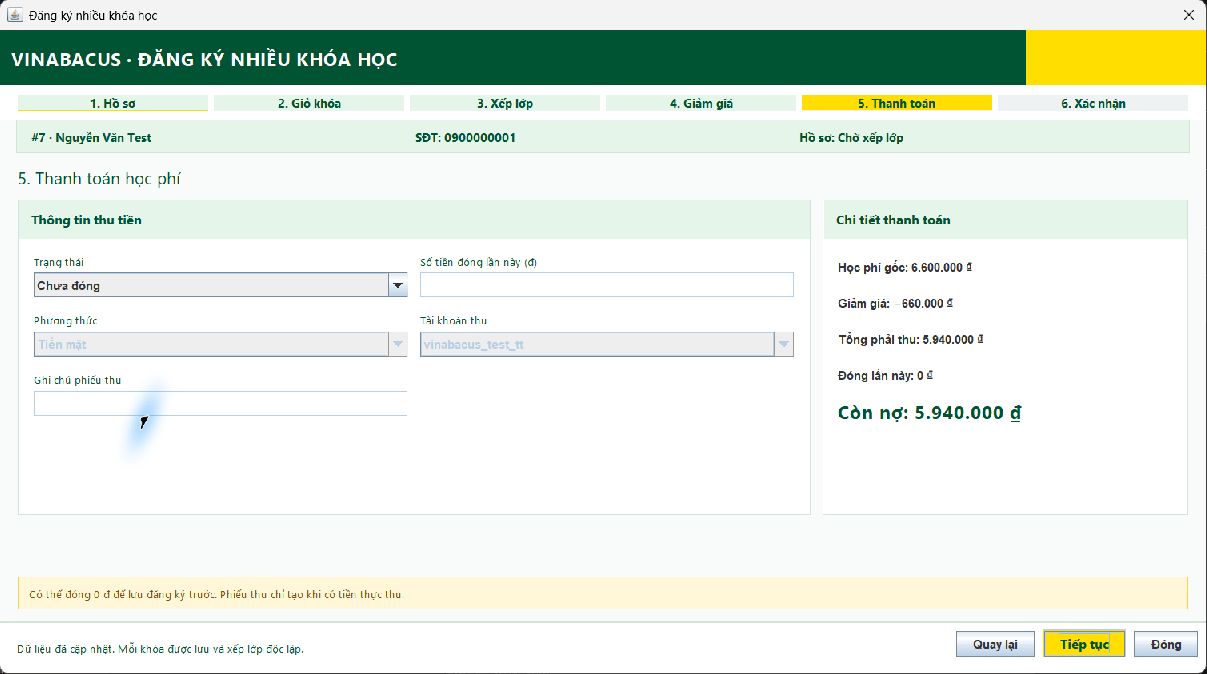 Đăng ký nhiều khóa học
VINABACUS · ĐĂNG KÝ NHIỀU KHÓA HỌC
1. Hồ sơ
2. Giỏ khóa
3. Xếp lớp
4. Giảm giá
5. Thanh toán
6. Xác nhận
#7 · Nguyễn Văn Test
SĐT: 0900000001
Hồ sơ: Chờ xếp lớp
5. Thanh toán học phí
Thông tin thu tiền
Trạng thái
Chưa đóng
Số tiền đóng lần này (đ)
Phương thức
Tiền mặt
Tài khoản thu
vinabacus_test_tt
Ghi chú phiếu thu
Chi tiết thanh toán
Học phí gốc: 6.600.000 ₫
Giảm giá: −660.000 ₫
Tổng phải thu: 5.940.000 ₫
Đóng lần này: 0 ₫
Còn nợ: 5.940.000 ₫
Có thể đóng 0 đ để lưu đăng ký trước. Phiếu thu chỉ tạo khi có tiền thực thu.
Dữ liệu đã cập nhật. Mỗi khóa được lưu và xếp lớp độc lập.
Quay lại
Tiếp tục
Đóng